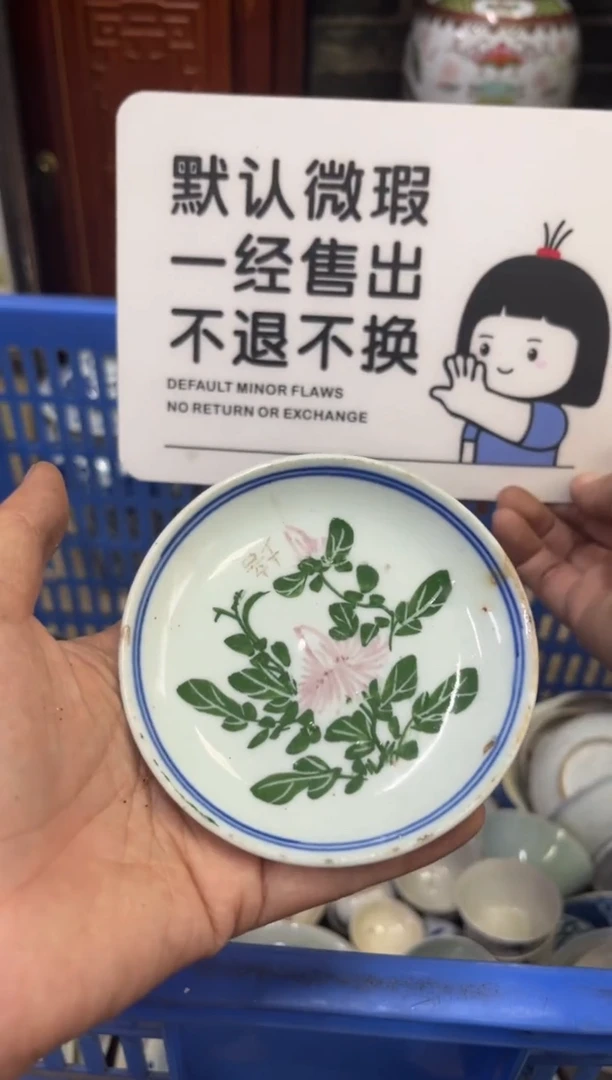 默认微瑕
一经售出
不退不换
DEFAULT MINOR FLAWS
NO RETURN OR EXCHANGE